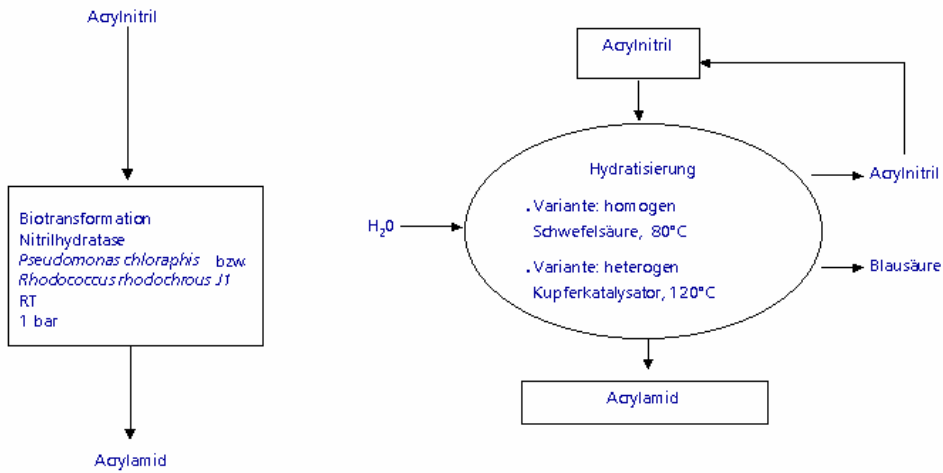 Acrylnitril
Biotransformation
Nitrilhydratase
Pseudomonas chloraphis bzw.
Rhodococcus rhodochrous J1
RT
1 bar
Acrylamid
Acrylnitril
Hydratisierung
. Variante: homogen
Schwefelsäure, 80°C
. Variante: heterogen
Kupferkatalysator, 120°C
H₂0
Acrylnitril
Blausäure
Acrylamid